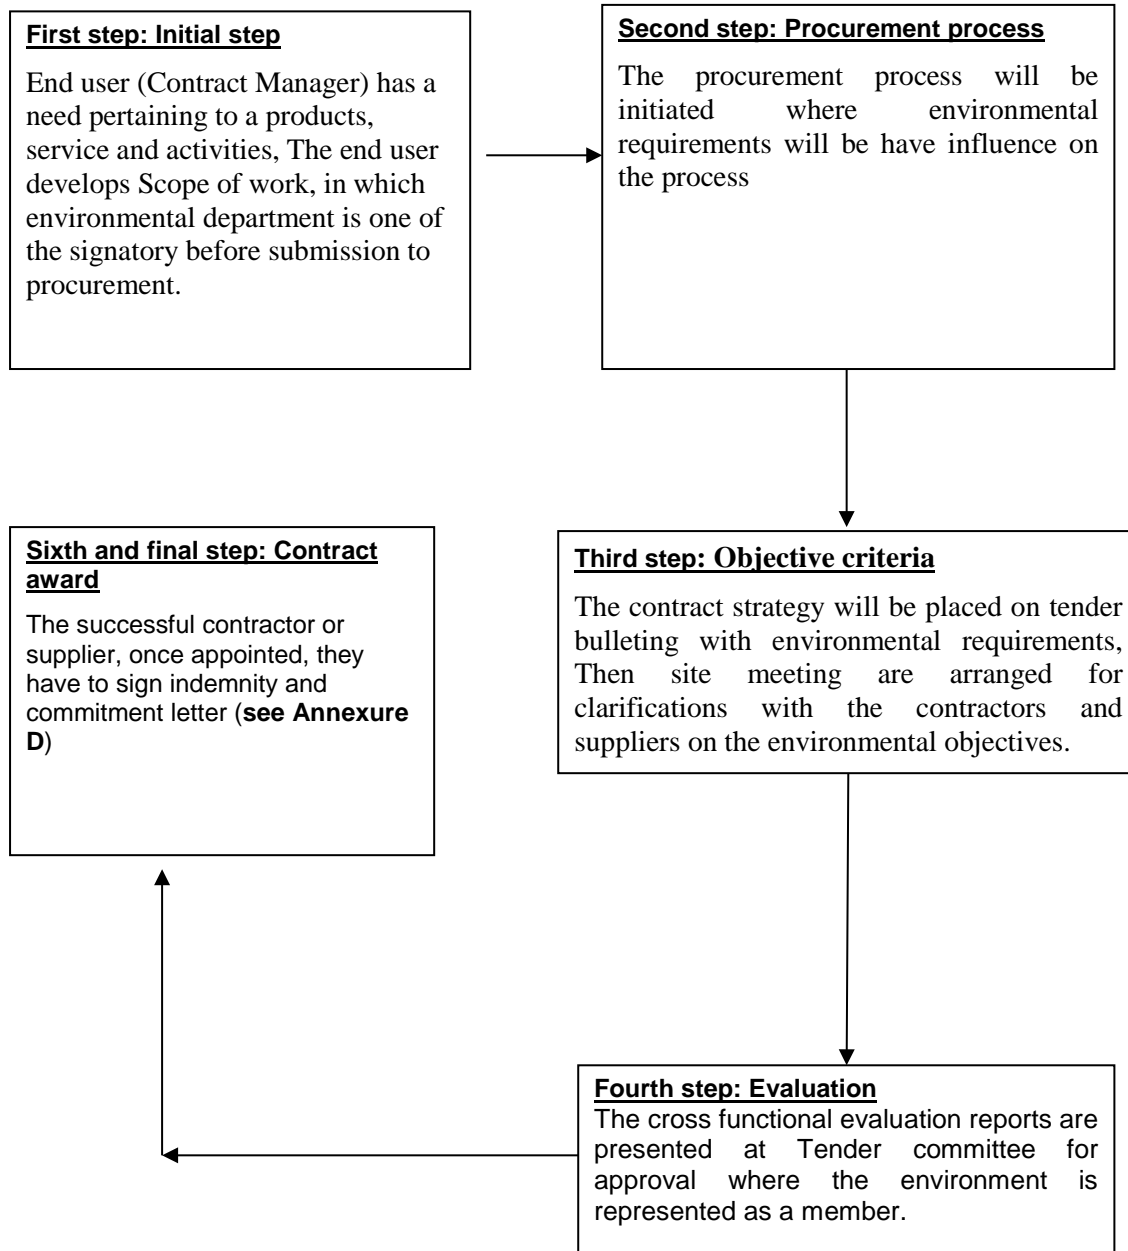 First step: Initial step
End user (Contract Manager) has a
need pertaining to a products,
service and activities, The end user
develops Scope of work, in which
environmental department is one of
the signatory before submission to
procurement.
Second step: Procurement process
The procurement process will be
initiated where environmental
requirements will be have influence on
the process
Third step: Objective criteria
The contract strategy will be placed on tender
bulleting with environmental requirements,
Then site meeting are arranged for
clarifications with the contractors and
suppliers on the environmental objectives.
Fourth step: Evaluation
The cross functional evaluation reports are
presented at Tender committee for
approval where the environment is
represented as a member.
Sixth and final step: Contract
award
The successful contractor or
supplier, once appointed, they
have to sign indemnity and
commitment letter (see Annexure
D)